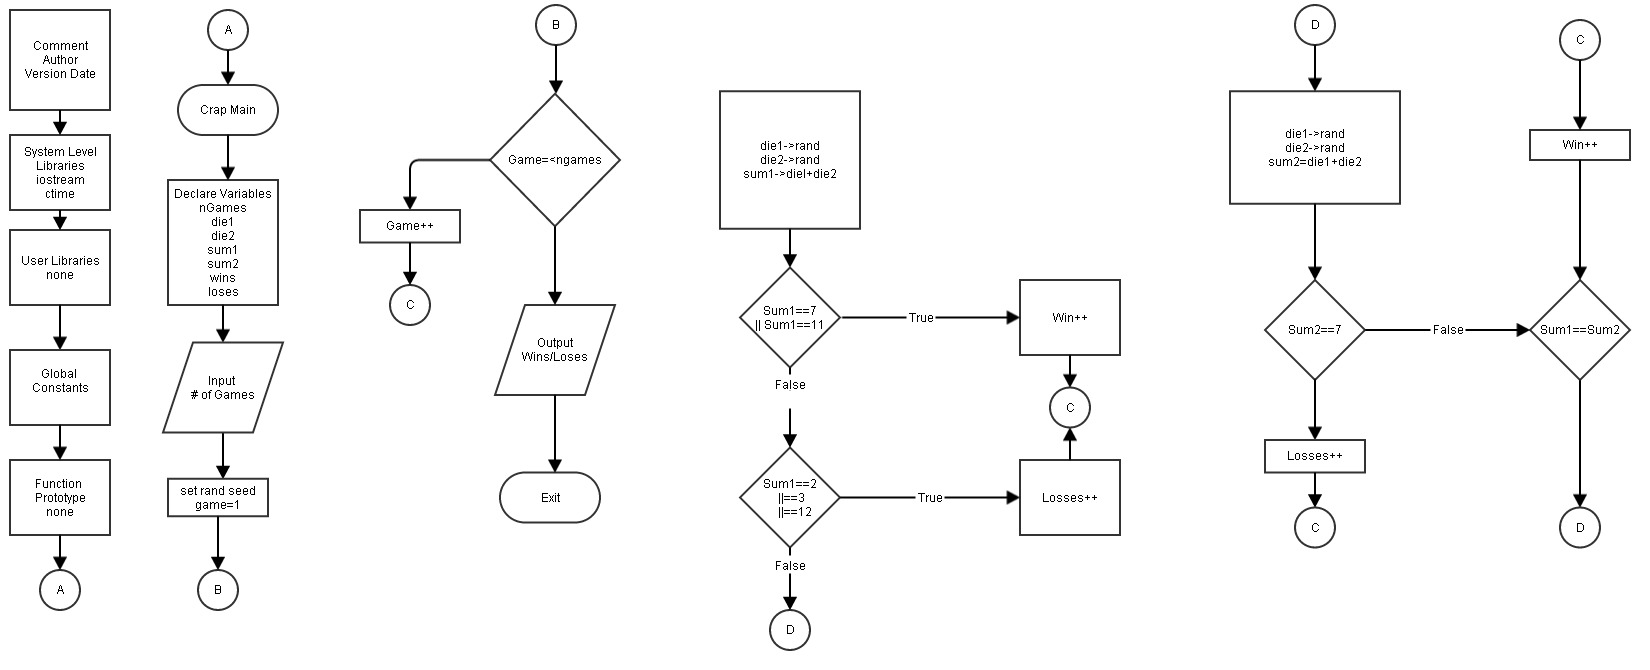 Comment
Author
Version Date
System Level
Libraries
iostream
ctime
User Libraries
none
Global
Constants
Function
Prototype
none
A
A
Crap Main
Declare Variables
nGames
die1
die2
sum1
sum2
wins
loses
Input
# of Games
set rand seed
game=1
B
B
Game=<ngames
Game++
C
Output
Wins/Loses
Exit
die1->rand
die2->rand
sum1->dieI+die2
Sum1==7
|| Sum1==11
True
Win++
False
C
Sum1==2
||==3
||==12
True
Losses++
False
D
D
die1->rand
die2->rand
sum2=die1+die2
Sum2==7
False
Losses++
C
C
Win++
Sum1==Sum2
D